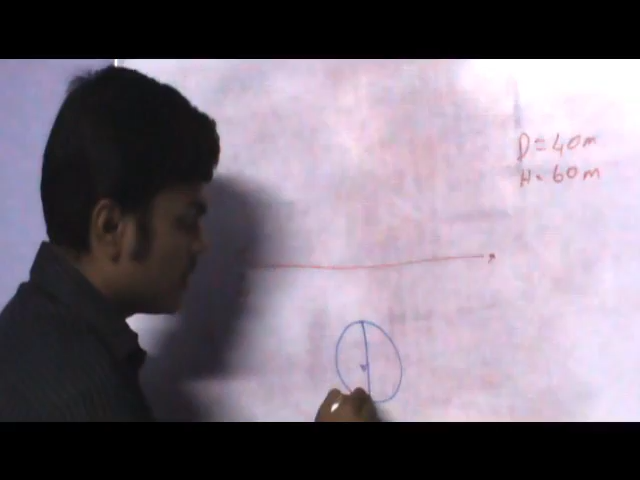 D = 40m
H = 60m